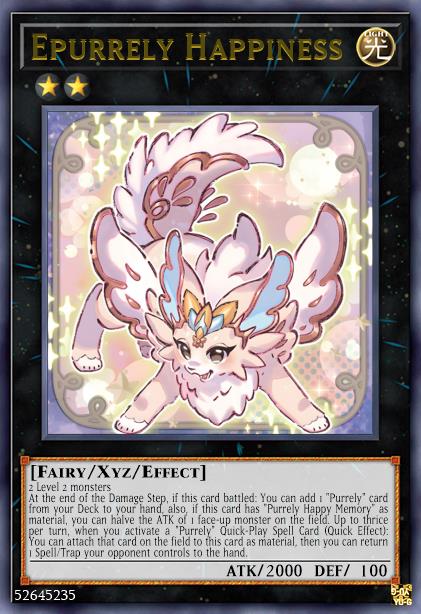 Epurrely Happiness
LIGHT
光
[Fairy/Xyz/Effect]
2 Level 2 monsters
At the end of the Damage Step, if this card battled: You can add 1 "Purrely" card
from your Deck to your hand, also, if this card has "Purrely Happy Memory" as
material, you can halve the ATK of 1 face-up monster on the field. Up to thrice
per turn, when you activate a "Purrely" Quick-Play Spell Card (Quick Effect):
You can attach that card on the field to this card as material, then you can return
1 Spell/Trap your opponent controls to the hand.
ATK/2000 DEF/ 100
52645235